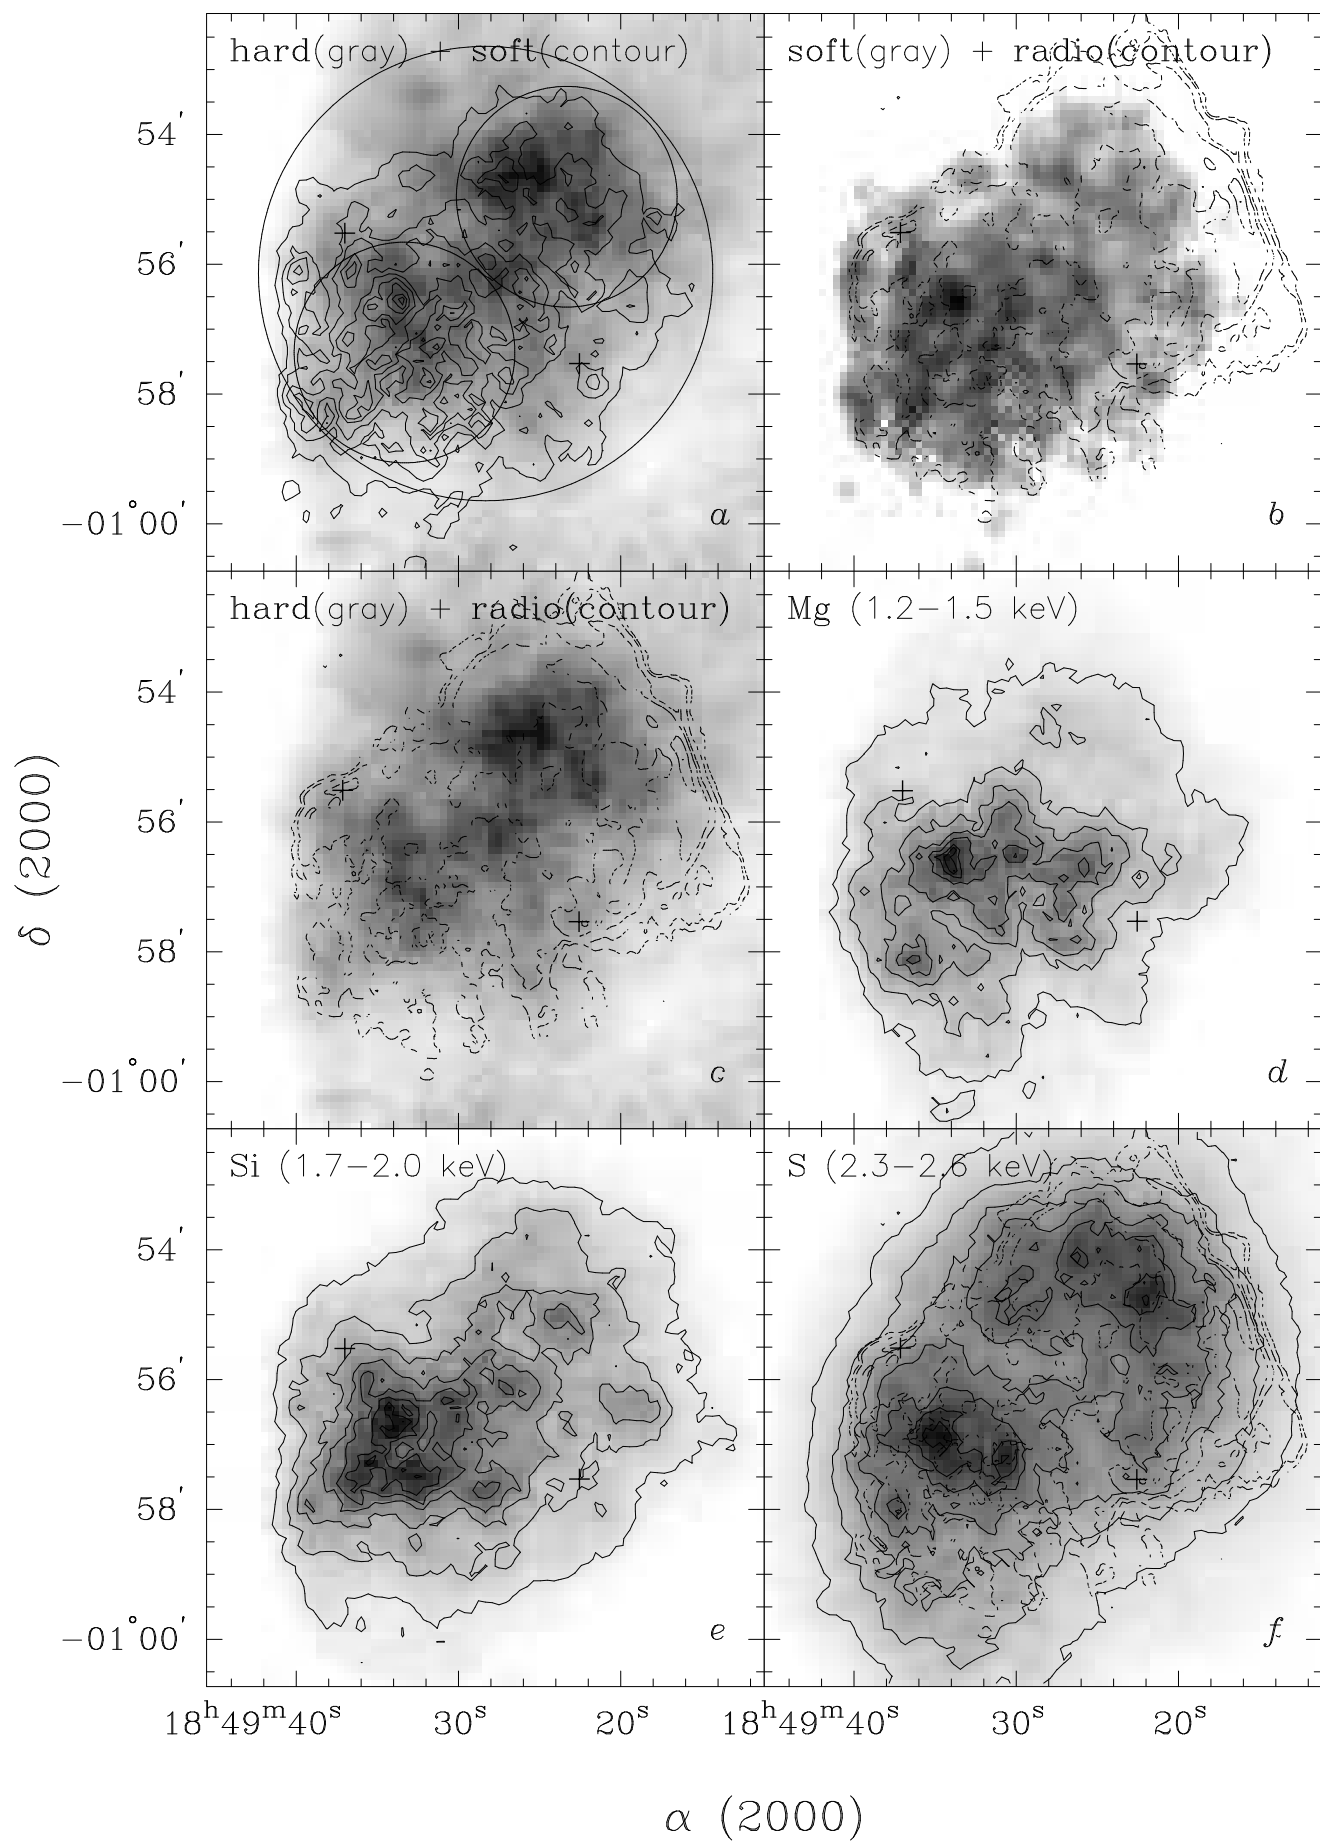 hard(gray) + soft(contour)
soft(gray) + radio(contour)
54′
56′
58′
−01°00′
a
b
hard(gray) + radio(contour)
Mg (1.2−1.5 keV)
54′
56′
58′
−01°00′
c
d
δ (2000)
Si (1.7−2.0 keV)
S (2.3−2.6 keV)
54′
56′
58′
−01°00′
e
f
18ʰ49ᵐ40ˢ 30ˢ 20ˢ 18ʰ49ᵐ40ˢ 30ˢ 20ˢ
α (2000)